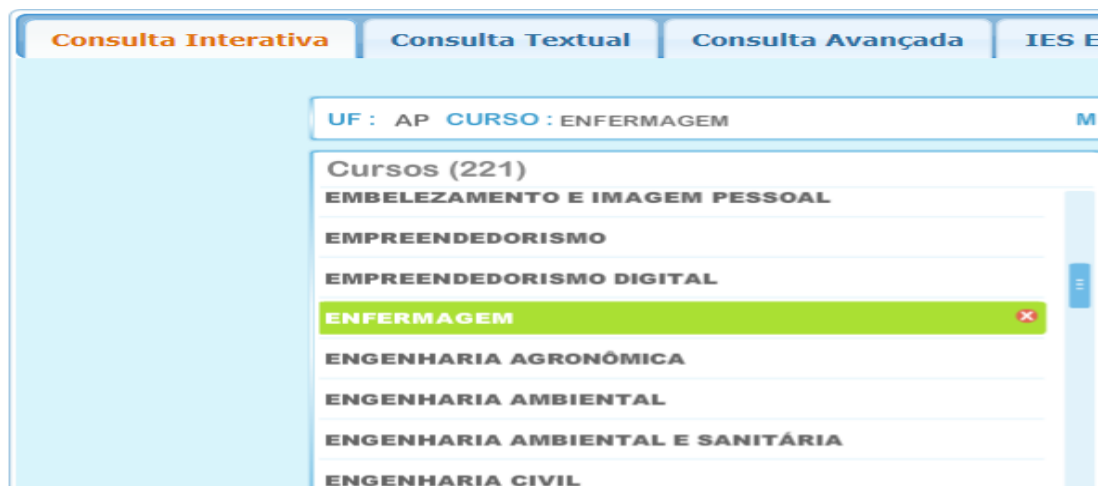 Consulta Interativa Consulta Textual Consulta Avançada IES E
UF : AP CURSO : ENFERMAGEM M
Cursos (221)
EMBELEZAMENTO E IMAGEM PESSOAL
EMPREENDEDORISMO
EMPREENDEDORISMO DIGITAL
ENFERMAGEM
ENGENHARIA AGRONÔMICA
ENGENHARIA AMBIENTAL
ENGENHARIA AMBIENTAL E SANITÁRIA
ENGENHARIA CIVIL